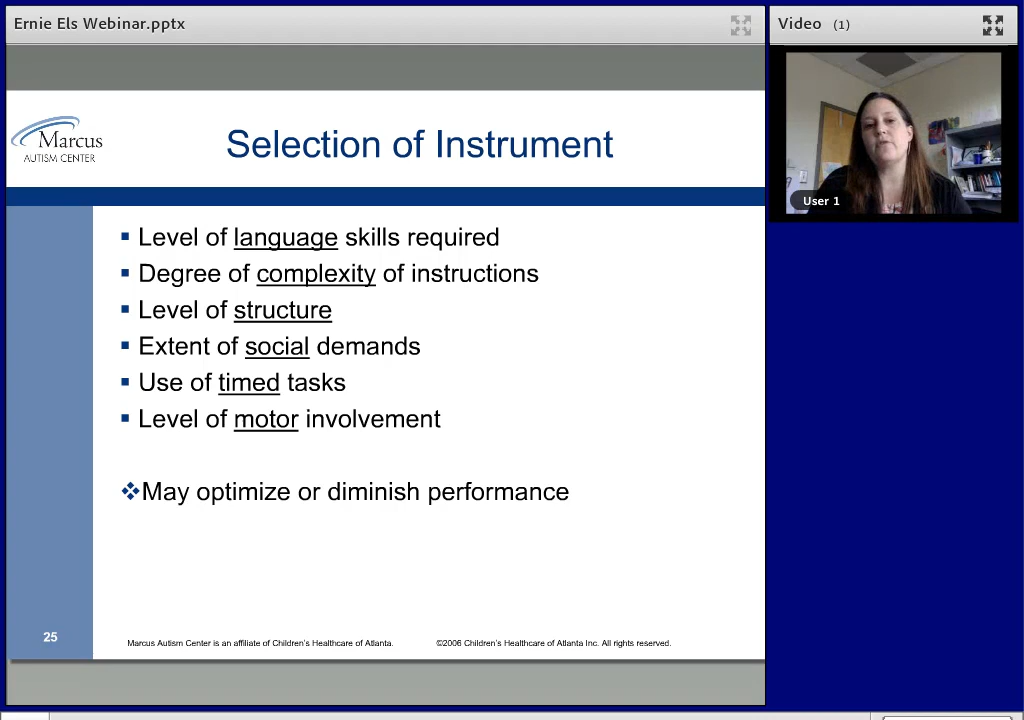 Ernie Els Webinar.pptx
Video (1)
Marcus
AUTISM CENTER
Selection of Instrument
User 1
▪ Level of language skills required
▪ Degree of complexity of instructions
▪ Level of structure
▪ Extent of social demands
▪ Use of timed tasks
▪ Level of motor involvement
❖May optimize or diminish performance
25
Marcus Autism Center is an affiliate of Children's Healthcare of Atlanta.
©2006 Children's Healthcare of Atlanta Inc. All rights reserved.